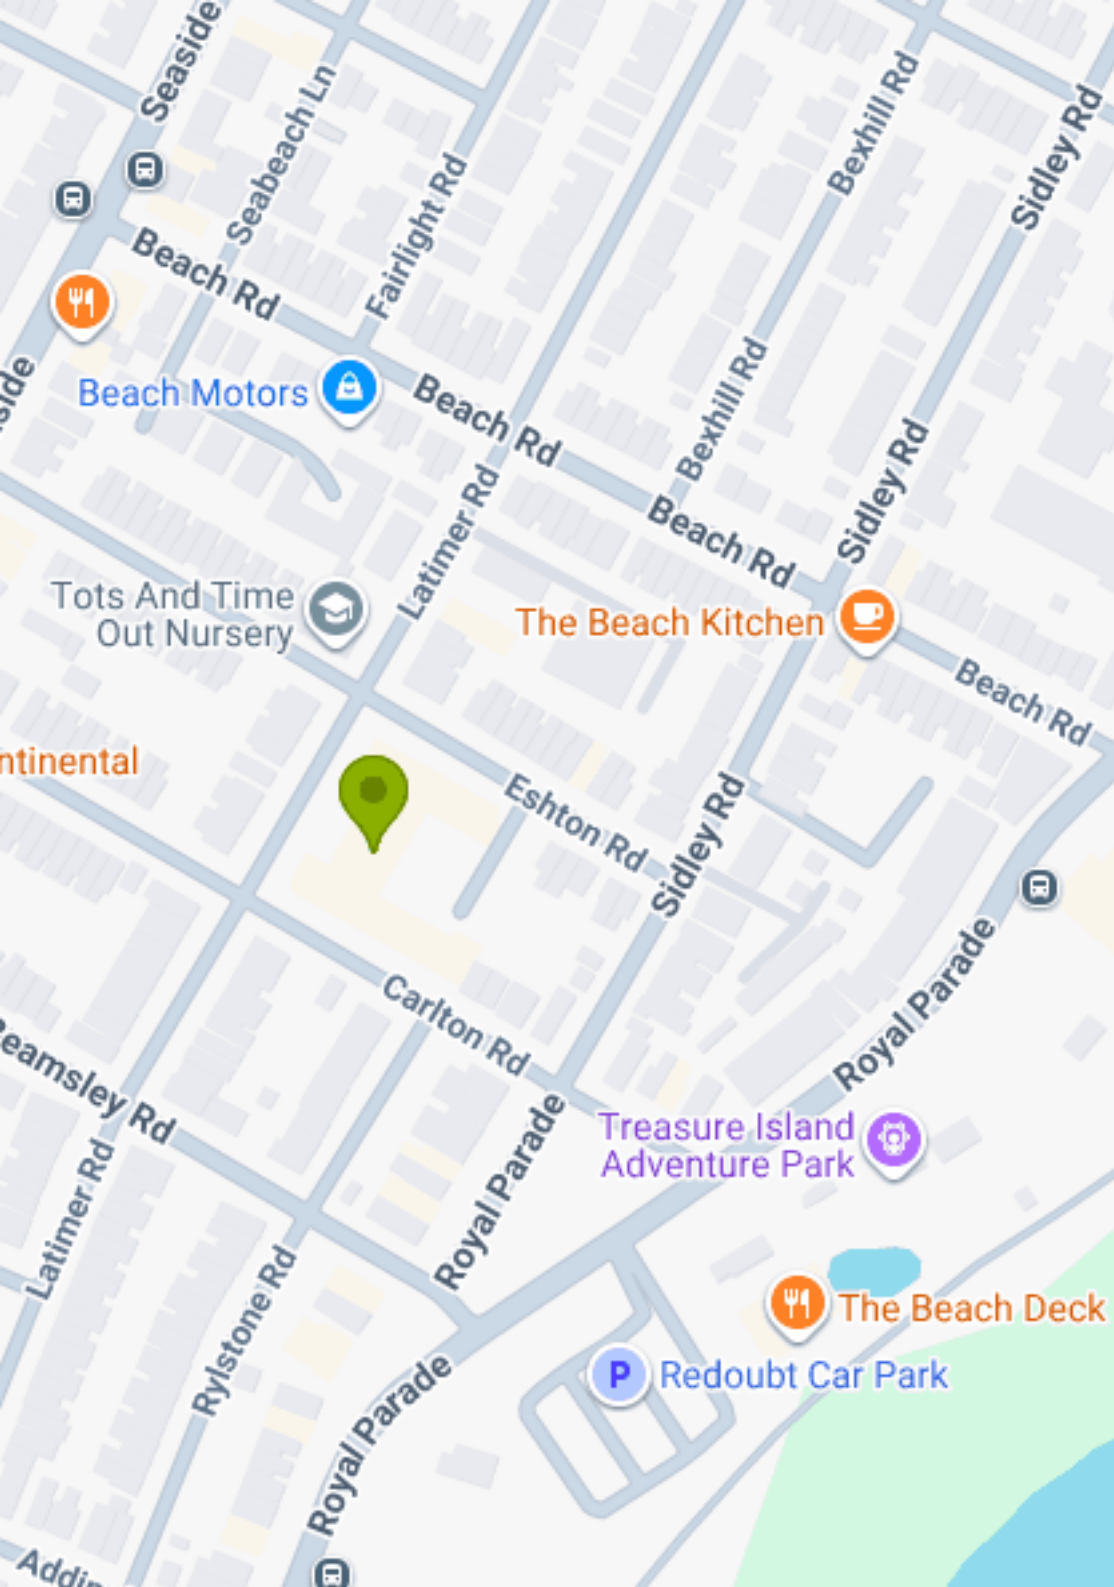 Seaside
Seabeach Ln
Bexhill Rd
Sidley Rd
Fairlight Rd
Beach Rd
Beach Motors
Beach Rd
Bexhill Rd
Sidley Rd
Latimer Rd
Beach Rd
Tots And Time
Out Nursery
The Beach Kitchen
Beach Rd
ntinental
Eshton Rd
Sidley Rd
Royal Parade
Carlton Rd
Beamsley Rd
Treasure Island
Adventure Park
Royal Parade
Latimer Rd
Rylstone Rd
The Beach Deck
P
Redoubt Car Park
Royal Parade